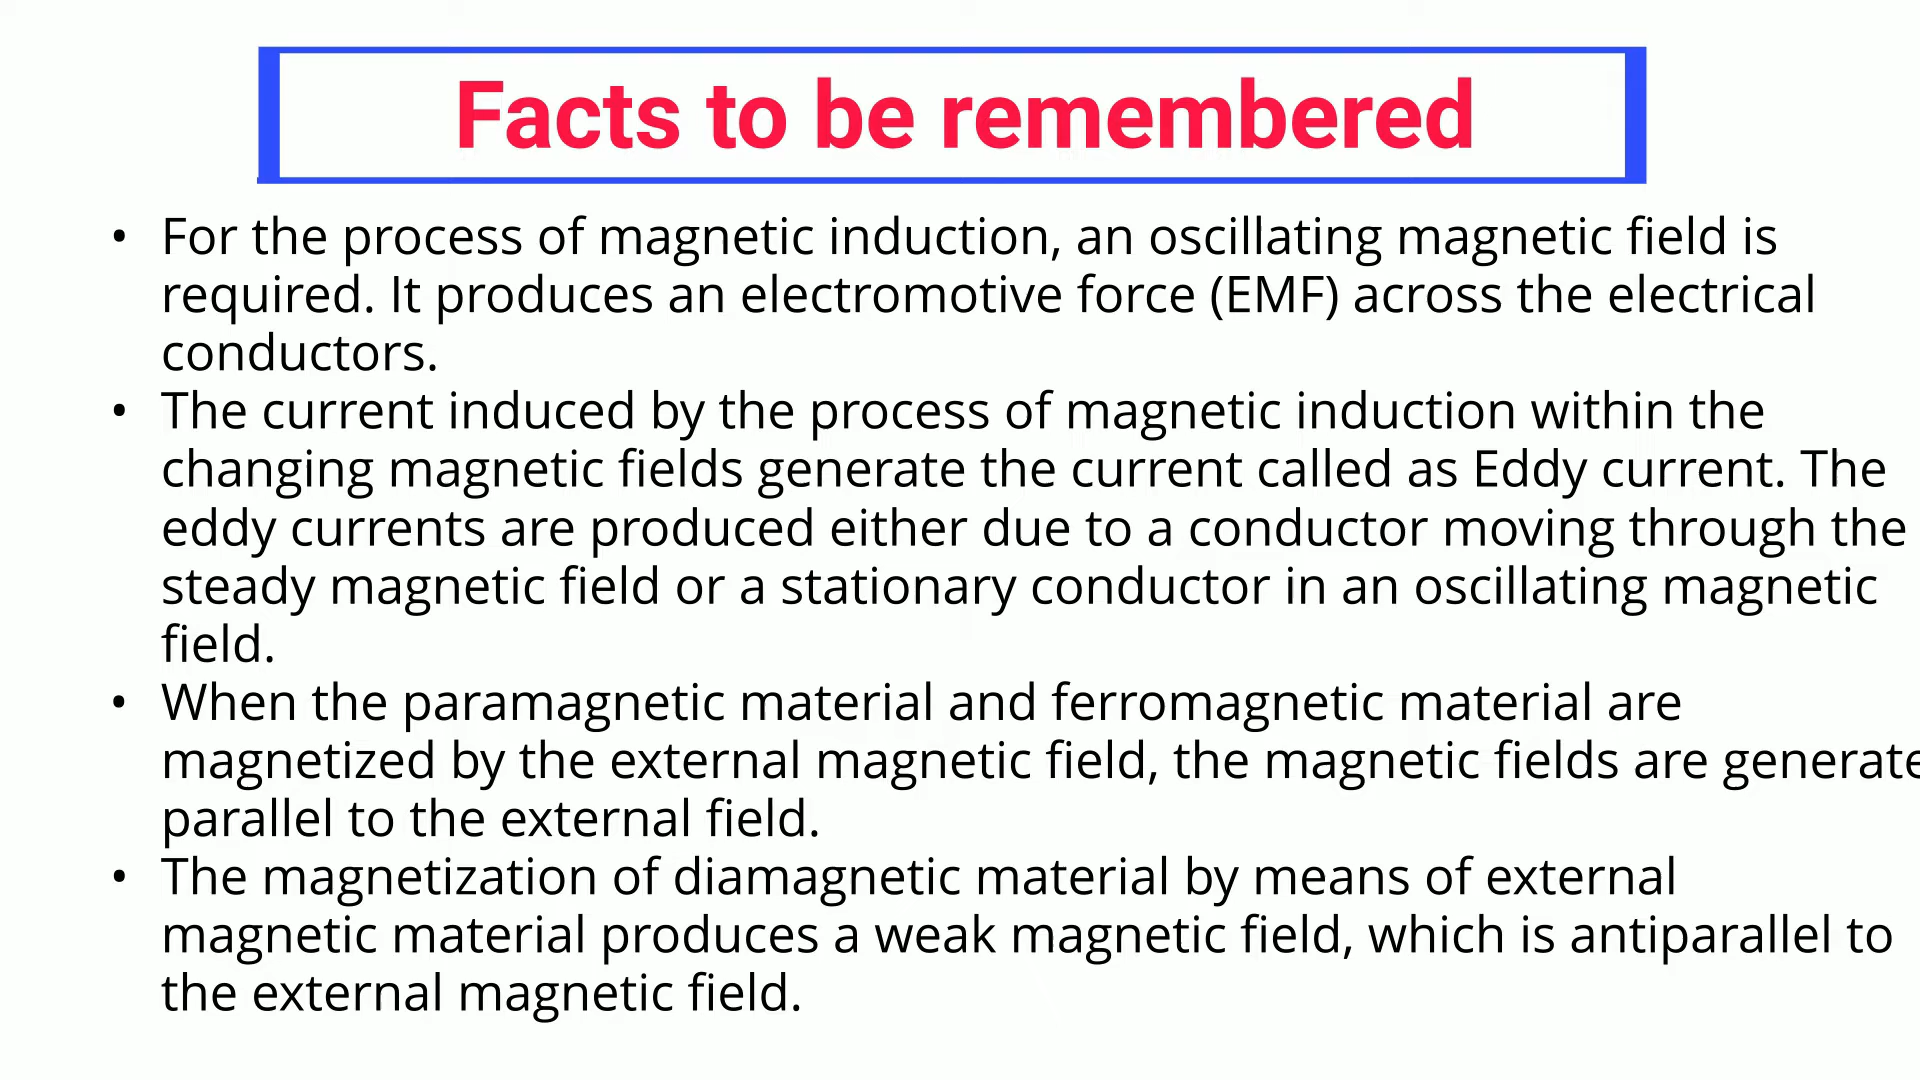 Facts to be remembered
• For the process of magnetic induction, an oscillating magnetic field is
required. It produces an electromotive force (EMF) across the electrical
conductors.
• The current induced by the process of magnetic induction within the
changing magnetic fields generate the current called as Eddy current. The
eddy currents are produced either due to a conductor moving through the
steady magnetic field or a stationary conductor in an oscillating magnetic
field.
• When the paramagnetic material and ferromagnetic material are
magnetized by the external magnetic field, the magnetic fields are generate
parallel to the external field.
• The magnetization of diamagnetic material by means of external
magnetic material produces a weak magnetic field, which is antiparallel to
the external magnetic field.